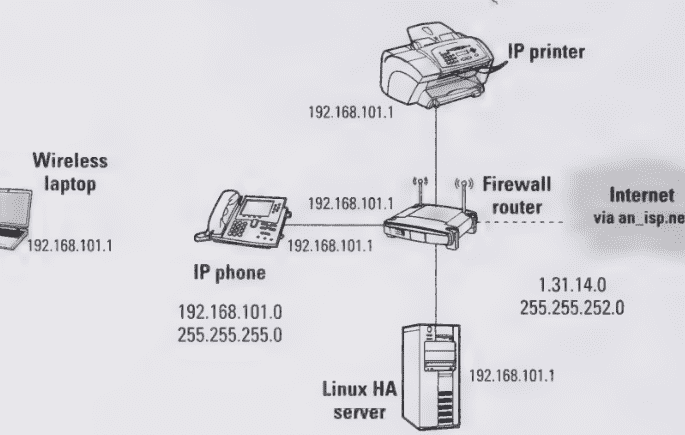 IP printer
192.168.101.1
Wireless
laptop
192.168.101.1
192.168.101.1
192.168.101.1
IP phone
192.168.101.0
255.255.255.0
Firewall
router
Internet
via an_isp.ne
1.31.14.0
255.255.252.0
192.168.101.1
Linux HA
server